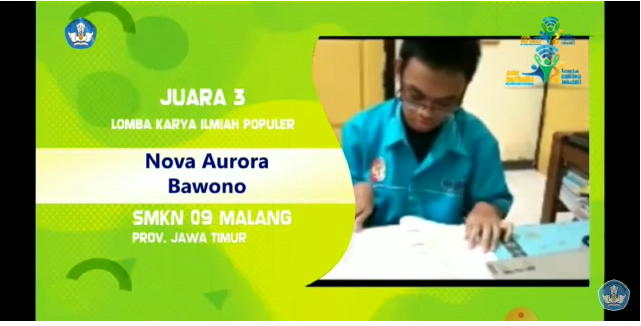 JUARA 3
LOMBA KARYA ILMIAH POPULER
Nova Aurora
Bawono
SMKN 09 MALANG
PROV. JAWA TIMUR